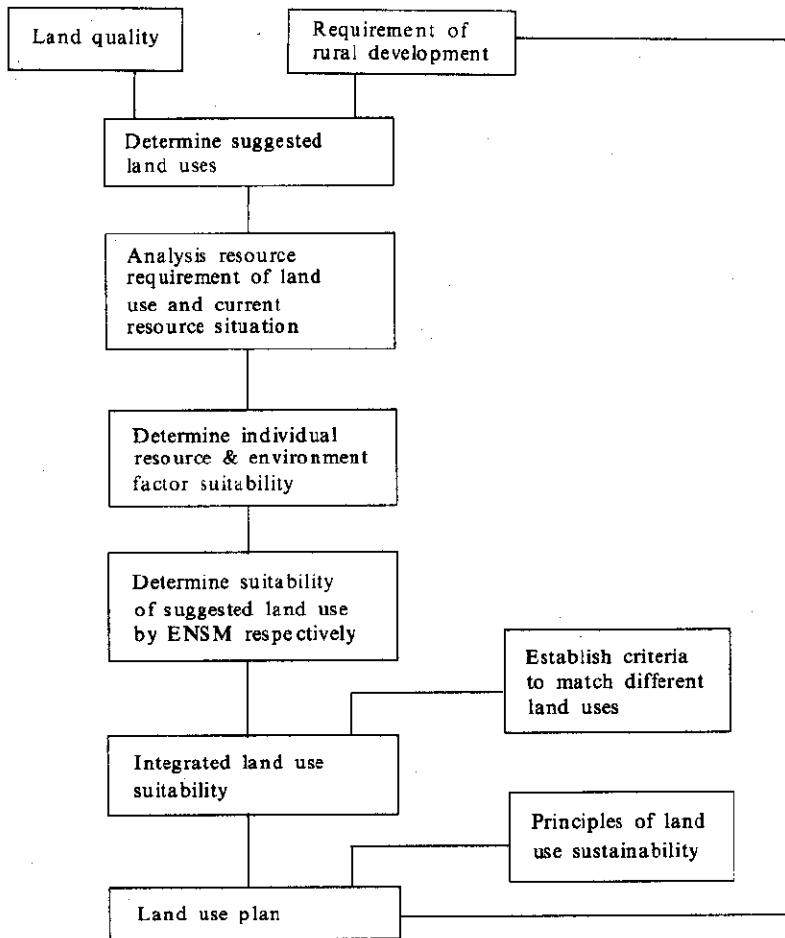 Land quality
Requirement of
rural development
Determine suggested
land uses
Analysis resource
requirement of land
use and current
resource situation
Determine individual
resource & environment
factor suitability
Determine suitability
of suggested land use
by ENSM respectively
Establish criteria
to match different
land uses
Integrated land use
suitability
Principles of land
use sustainability
Land use plan